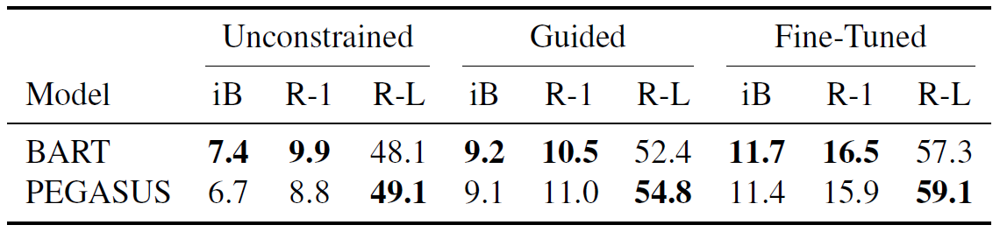 Unconstrained Guided Fine-Tuned
Model iB R-1 R-L iB R-1 R-L iB R-1 R-L
BART 7.4 9.9 48.1 9.2 10.5 52.4 11.7 16.5 57.3
PEGASUS 6.7 8.8 49.1 9.1 11.0 54.8 11.4 15.9 59.1